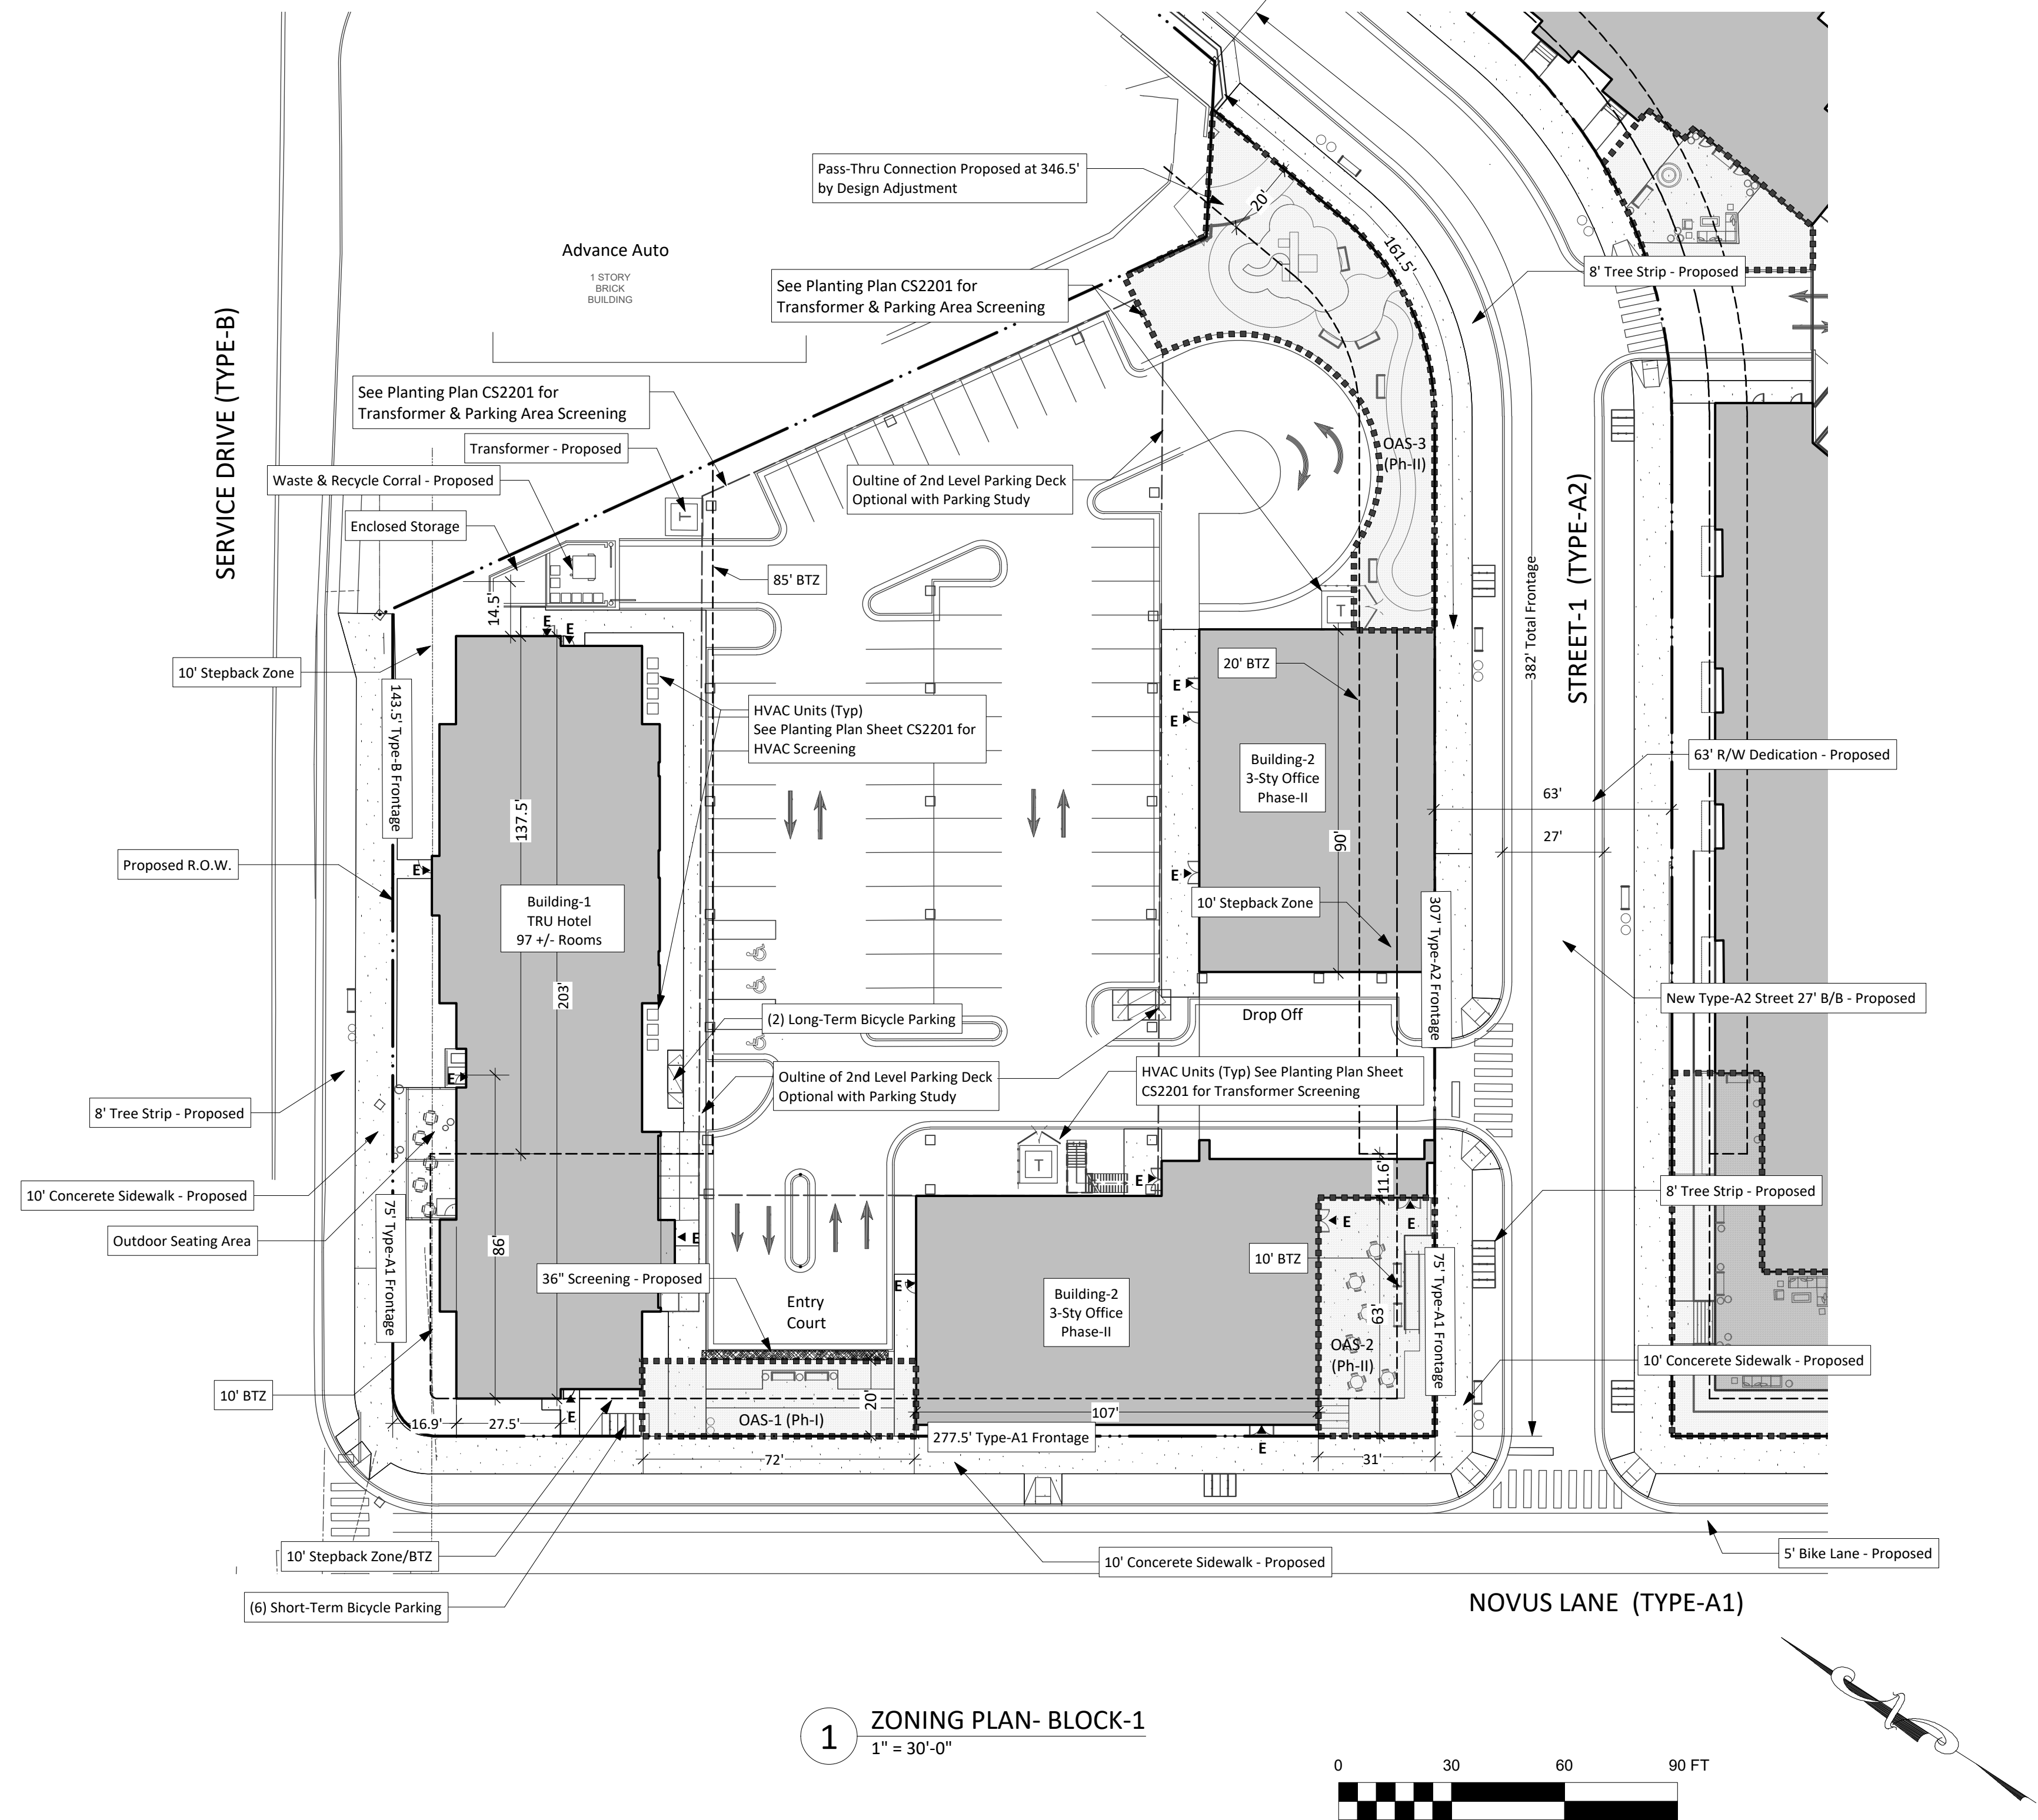 Pass-Thru Connection Proposed at 346.5'
by Design Adjustment
20'
161.5'
Advance Auto
1 STORY
BRICK
BUILDING
8' Tree Strip - Proposed
See Planting Plan CS2201 for
Transformer & Parking Area Screening
SERVICE DRIVE (TYPE-B)
See Planting Plan CS2201 for
Transformer & Parking Area Screening
Transformer - Proposed
OAS-3
(Ph-II)
Waste & Recycle Corral - Proposed
T
Oultine of 2nd Level Parking Deck
Optional with Parking Study
Enclosed Storage
STREET-1 (TYPE-A2)
85' BTZ
14.5'
382' Total Frontage
T
E
E
10' Stepback Zone
20' BTZ
E
E
143.5' Type-B Frontage
HVAC Units (Typ)
See Planting Plan Sheet CS2201 for
HVAC Screening
Building-2
3-Sty Office
Phase-II
63' R/W Dedication - Proposed
63'
27'
137.5'
90'
Proposed R.O.W.
E
E
Building-1
TRU Hotel
97 +/- Rooms
10' Stepback Zone
307' Type-A2 Frontage
203'
New Type-A2 Street 27' B/B - Proposed
(2) Long-Term Bicycle Parking
Drop Off
E
Oultine of 2nd Level Parking Deck
Optional with Parking Study
HVAC Units (Typ) See Planting Plan Sheet
CS2201 for Transformer Screening
8' Tree Strip - Proposed
T
E
11.6'
10' Concerete Sidewalk - Proposed
8' Tree Strip - Proposed
75' Type-A1 Frontage
E
E
Outdoor Seating Area
86'
E
10' BTZ
75' Type-A1 Frontage
36" Screening - Proposed
E
Entry
Court
Building-2
3-Sty Office
Phase-II
63'
OAS-2
(Ph-II)
10' Concerete Sidewalk - Proposed
10' BTZ
20'
16.9'
27.5'
E
OAS-1 (Ph-I)
107'
277.5' Type-A1 Frontage
E
72'
31'
10' Stepback Zone/BTZ
10' Concerete Sidewalk - Proposed
5' Bike Lane - Proposed
(6) Short-Term Bicycle Parking
NOVUS LANE (TYPE-A1)
1
ZONING PLAN- BLOCK-1
1" = 30'-0"
0 30 60 90 FT